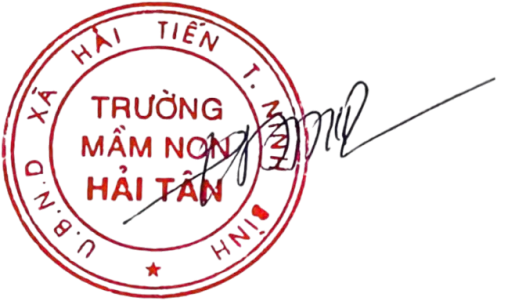 U.B.N.D XÃ HẢI TIẾN T. NINH BÌNH
TRƯỜNG
MẦM NON
HẢI TÂN